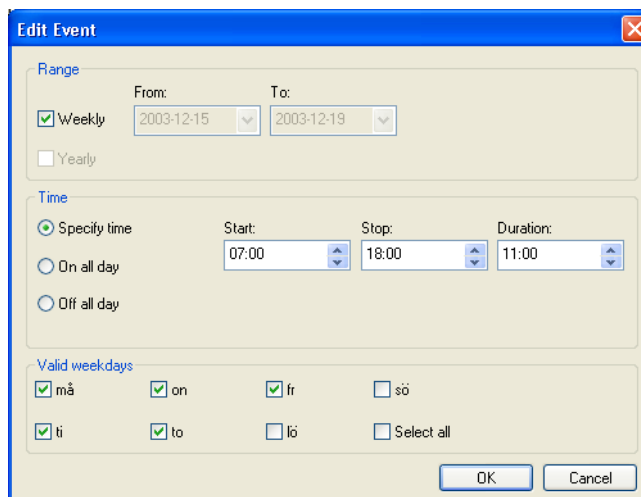 Edit Event
Range
From: To:
Weekly 2003-12-15 2003-12-19
Yearly
Time
Specify time Start: Stop: Duration:
07:00 18:00 11:00
On all day
Off all day
Valid weekdays
må on fr sö
ti to lö Select all
OK Cancel